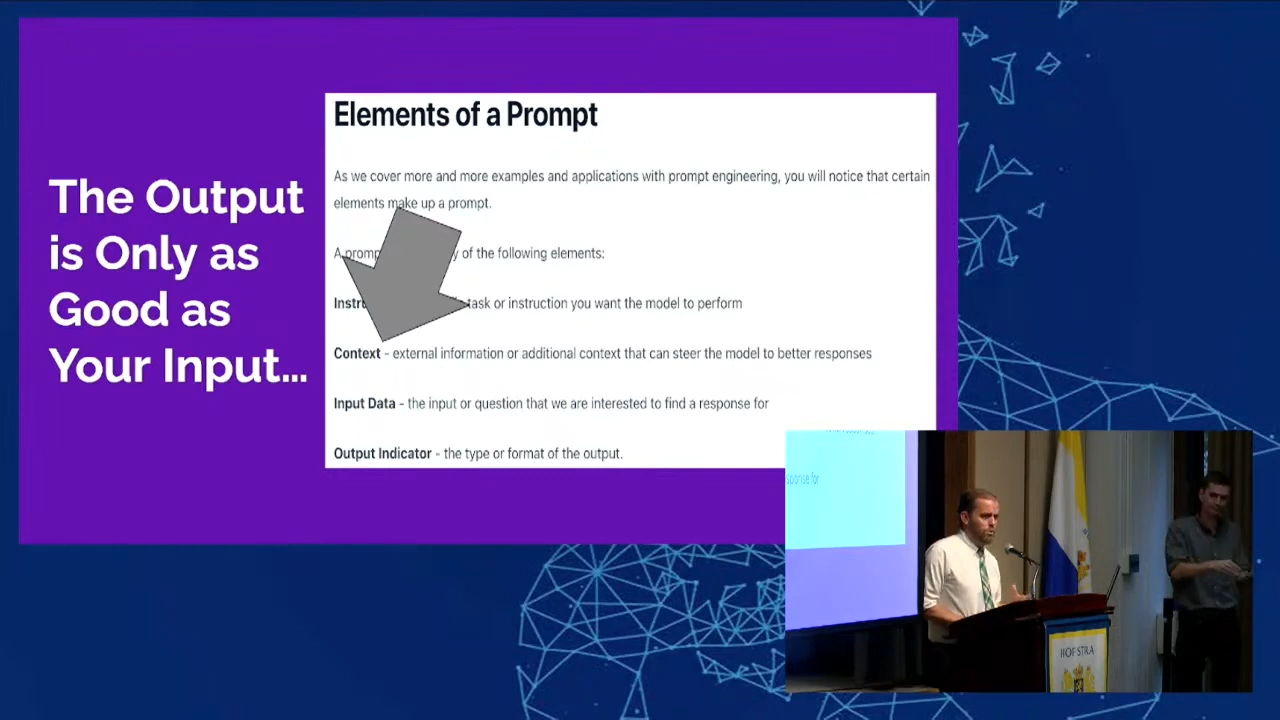 The Output
is Only as
Good as
Your Input...
Elements of a Prompt
As we cover more and more examples and applications with prompt engineering, you will notice that certain
elements make up a prompt.
A promp y of the following elements:
Instru task or instruction you want the model to perform
Context - external information or additional context that can steer the model to better responses
Input Data - the input or question that we are interested to find a response for
Output Indicator - the type or format of the output.
sponse for
HOFSTRA